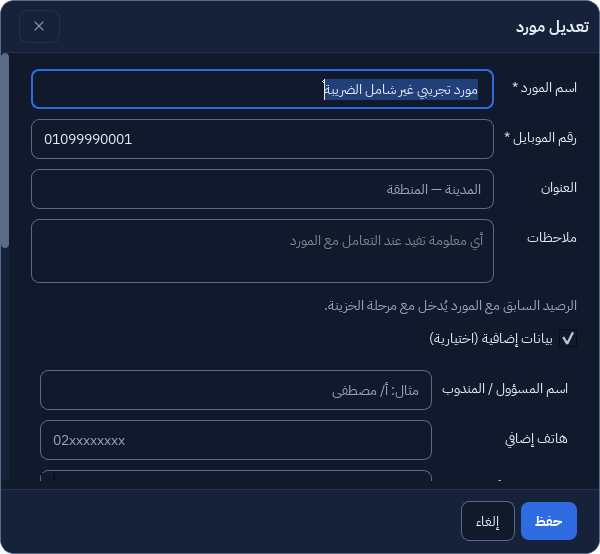 تعديل مورد
×
اسم المورد *
مورد تجريبي غير شامل الضريبة
رقم الموبايل *
01099990001
العنوان
المدينة — المنطقة
ملاحظات
أي معلومة تفيد عند التعامل مع المورد
الرصيد السابق مع المورد يُدخل مع مرحلة الخزينة.
بيانات إضافية (اختيارية)
اسم المسؤول / المندوب
مثال: أ/ مصطفى
هاتف إضافي
02xxxxxxxx
حفظ
إلغاء